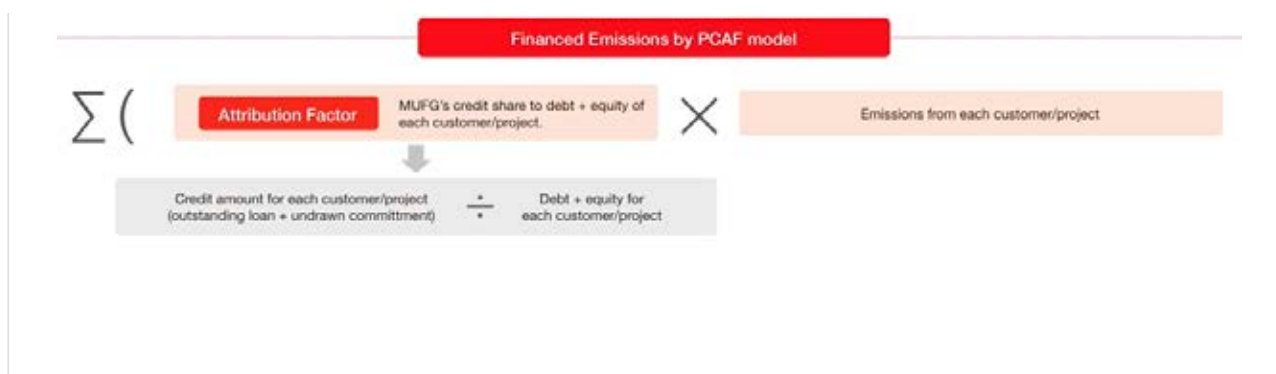 Financed Emissions by PCAF model
∑ (
Attribution Factor
MUFG's credit share to debt + equity of
each customer/project.
×
Emissions from each customer/project
Credit amount for each customer/project
(outstanding loan + undrawn committment)
÷
Debt + equity for
each customer/project